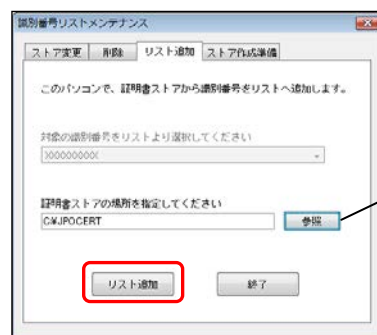 識別番号リストメンテナンス
ストア変更 削除 リスト追加 ストア作成準備
このパソコンで、証明書ストアから識別番号をリストへ追加します。
対象の識別番号をリストより選択してください
XXXXXXXXX
証明書ストアの場所を指定してください
C:¥JPOCERT 参照
リスト追加 終了